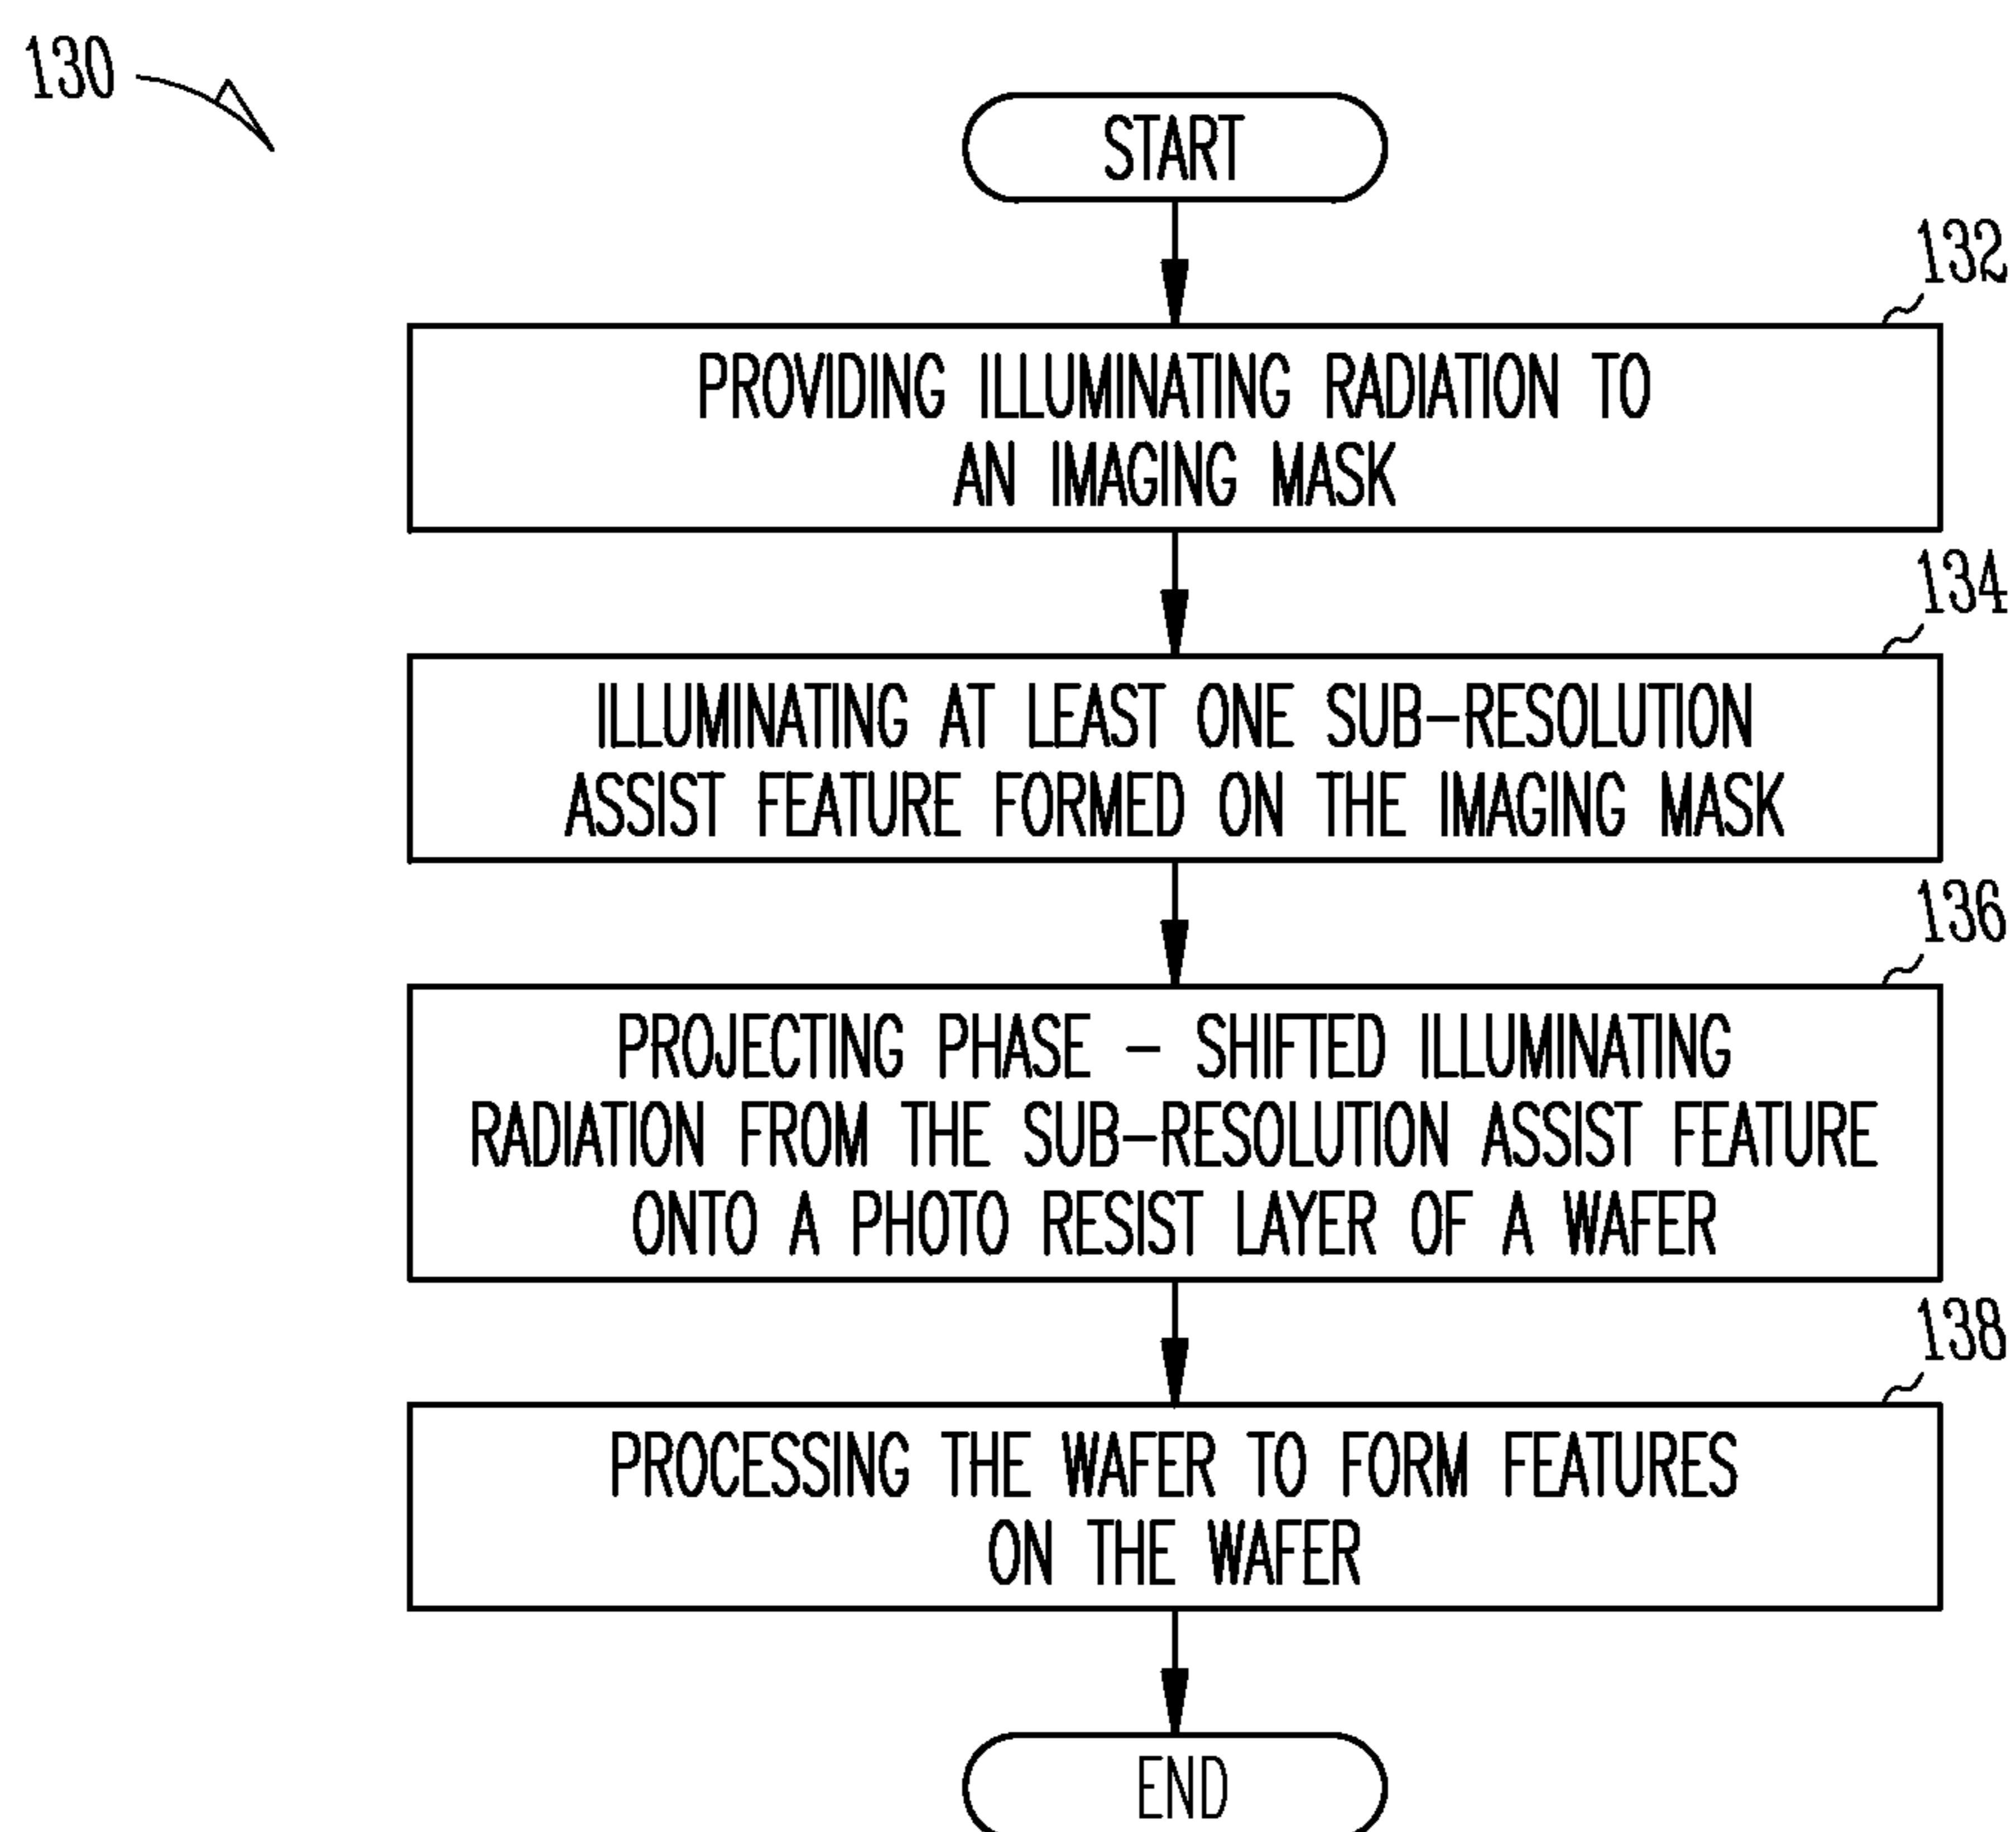 130
START
132
PROVIDING ILLUMINATING RADIATION TO
AN IMAGING MASK
134
ILLUMINATING AT LEAST ONE SUB-RESOLUTION
ASSIST FEATURE FORMED ON THE IMAGING MASK
136
PROJECTING PHASE - SHIFTED ILLUMINATING
RADIATION FROM THE SUB-RESOLUTION ASSIST FEATURE
ONTO A PHOTO RESIST LAYER OF A WAFER
138
PROCESSING THE WAFER TO FORM FEATURES
ON THE WAFER
END